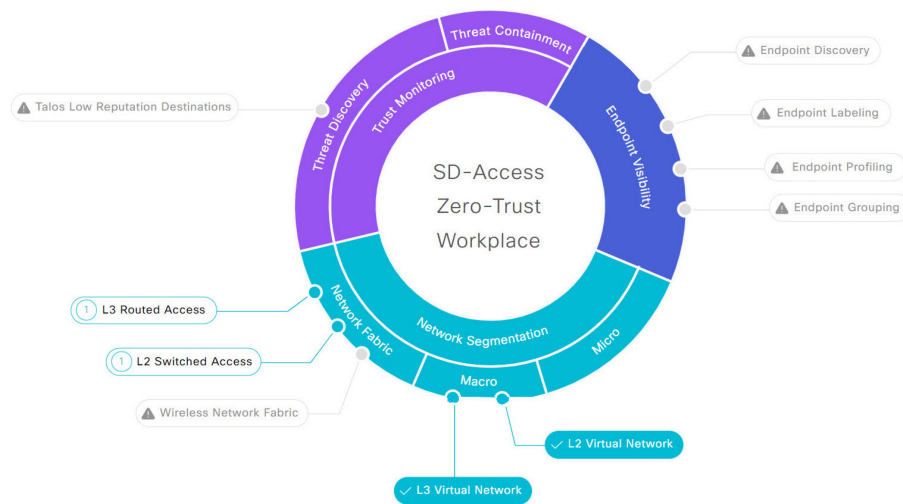 Threat Containment
Threat Discovery
Trust Monitoring
Endpoint Visibility
Endpoint Discovery
Endpoint Labeling
Endpoint Profiling
Endpoint Grouping
Talos Low Reputation Destinations
SD-Access
Zero-Trust
Workplace
Network Fabric
Network Segmentation
Micro
Macro
1 L3 Routed Access
1 L2 Switched Access
Wireless Network Fabric
L2 Virtual Network
L3 Virtual Network